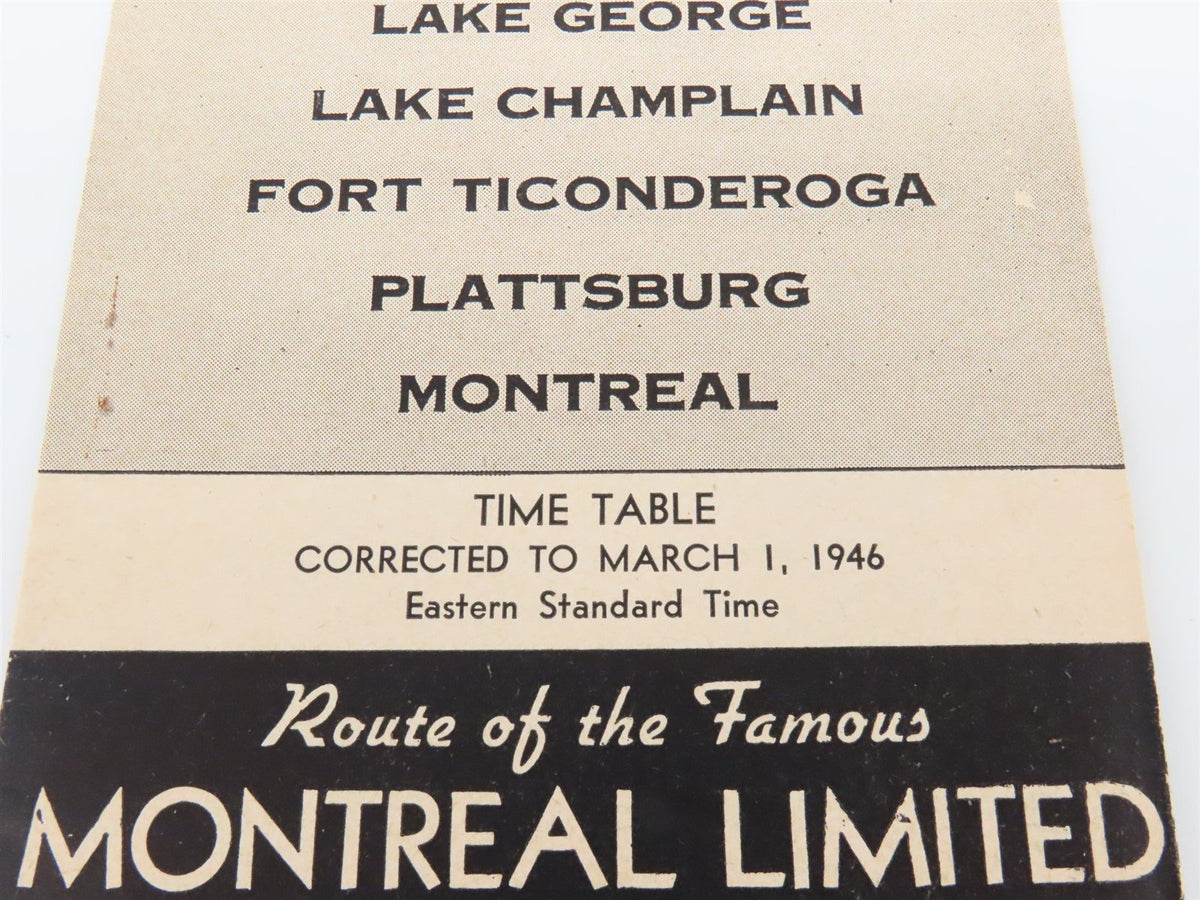 LAKE GEORGE
LAKE CHAMPLAIN
FORT TICONDEROGA
PLATTSBURG
MONTREAL
TIME TABLE
CORRECTED TO MARCH 1, 1946
Eastern Standard Time
Route of the Famous
MONTREAL LIMITED